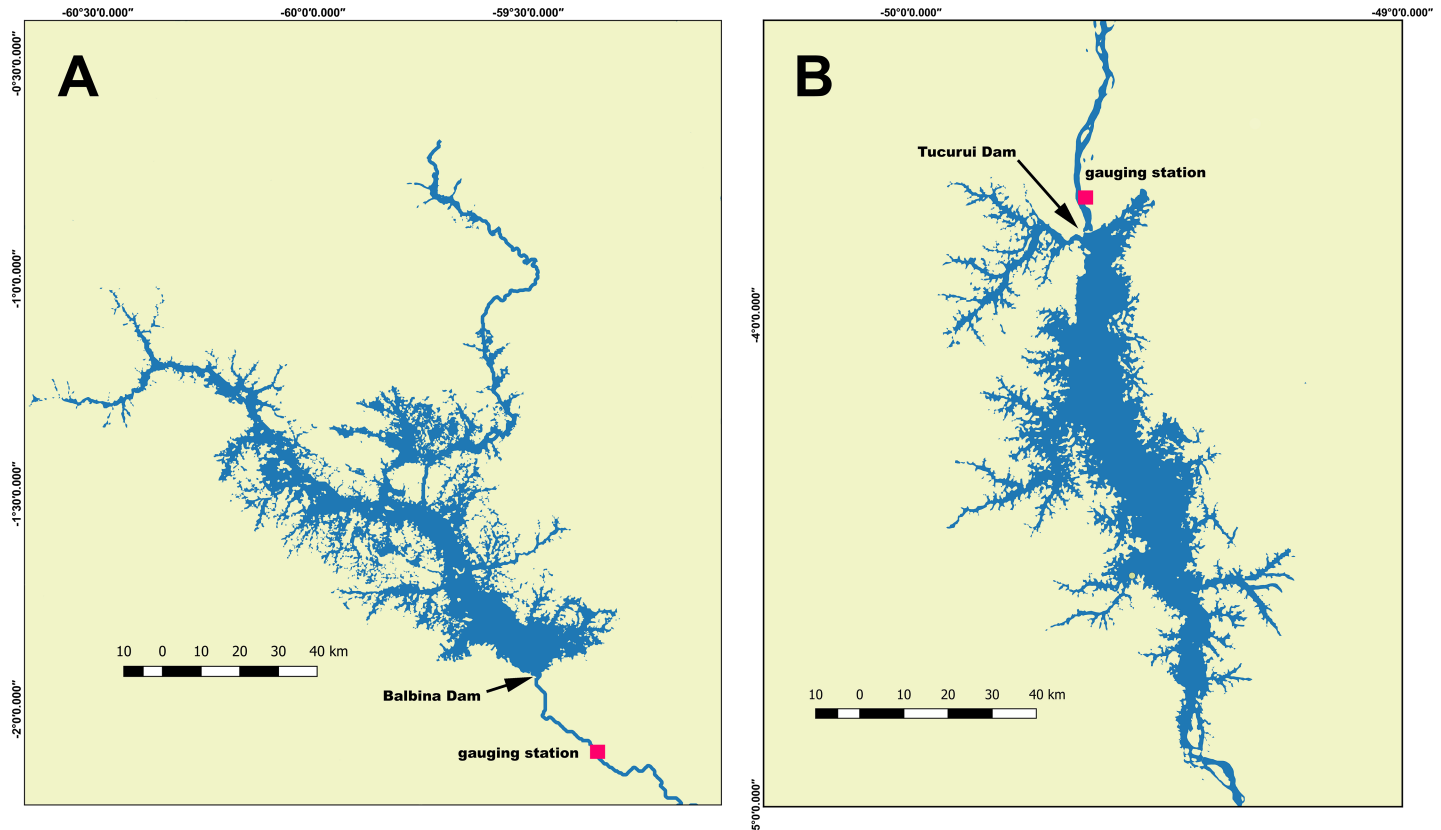 -60°30'0.000" -60°0'0.000" -59°30'0.000"
-0°30'0.000"
-1°0'0.000"
-1°30'0.000"
-2°0'0.000"
A
10 0 10 20 30 40 km
Balbina Dam
gauging station
-50°0'0.000" -49°0'0.000"
-4°0'0.000"
5°0'0.000"
B
Tucurui Dam
gauging station
10 0 10 20 30 40 km